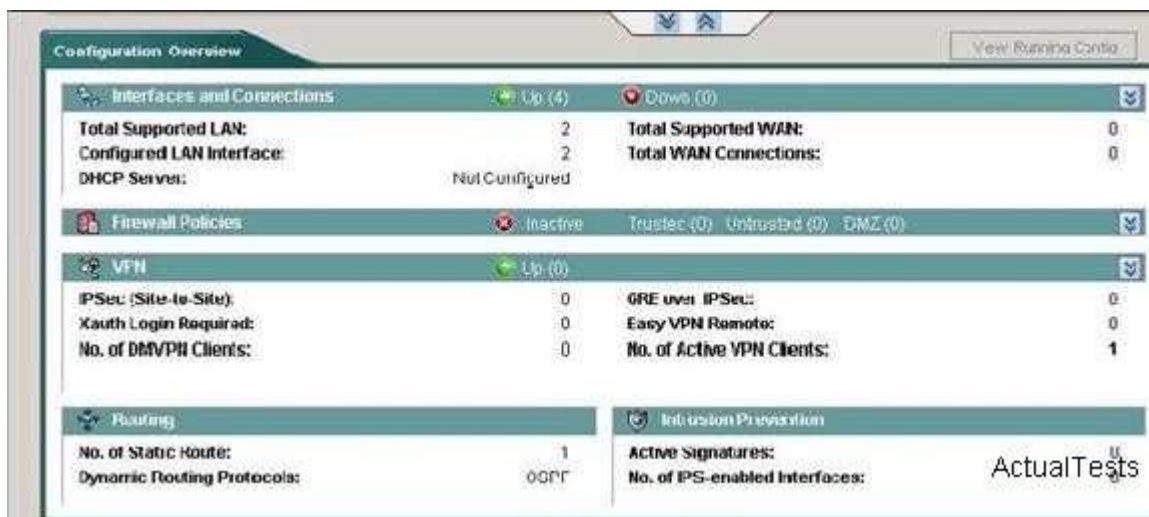 Configuration Overview
View Running Config
Interfaces and Connections Up (4) Down (0)
Total Supported LAN: 2 Total Supported WAN: 0
Configured LAN Interface: 2 Total WAN Connections: 0
DHCP Server: Not Configured
Firewall Policies Inactive Trusted (0) Untrusted (0) DMZ (0)
VPN Up (0)
IPSec (Site-to-Site): 0 GRE over IPSec: 0
Xauth Login Required: 0 Easy VPN Remote: 0
No. of DMVPN Clients: 0 No. of Active VPN Clients: 1
Routing Intrusion Prevention
No. of Static Route: 1 Active Signatures: 0
Dynamic Routing Protocols: OSPF No. of IPS-enabled Interfaces:
ActualTests